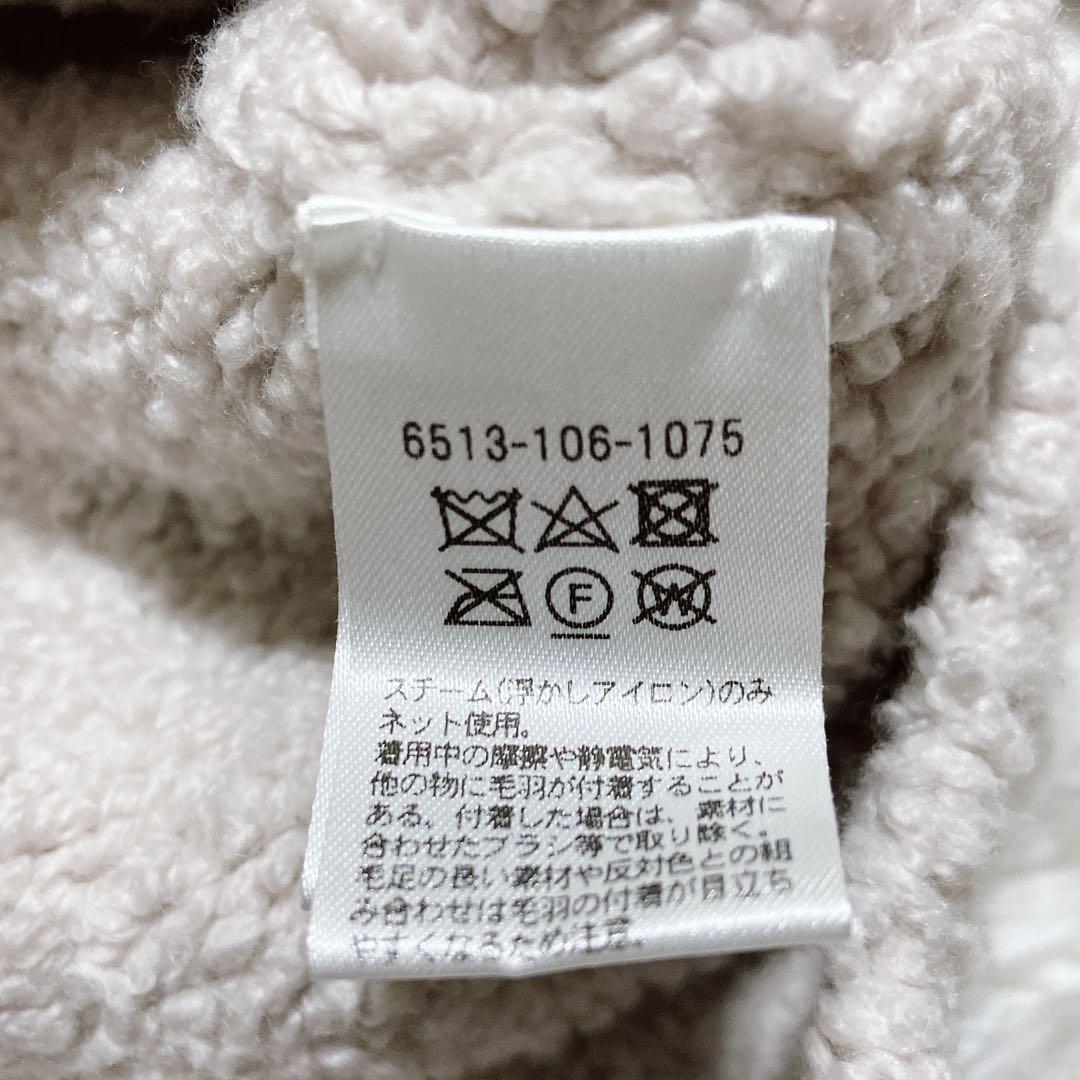 6513-106-1075
F
W
スチーム(浮かしアイロン)のみ
ネット使用。
着用中の摩擦や静電気により、
他の物に毛羽が付着することが
ある、付着した場合は、素材に
合わせたブラシ等で取り除く。
毛足の長い素材や反対色との組
み合わせは毛羽の付着が目立ち
やすくなるため注意。